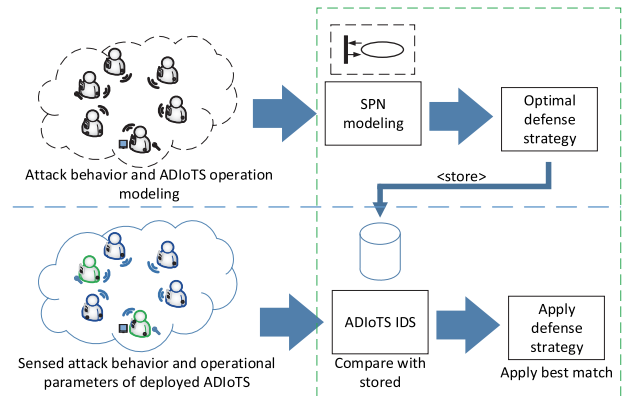 SPN
modeling
Optimal
defense
strategy
Attack behavior and ADIoTS operation
modeling
<store>
ADIoTS IDS
Apply
defense
strategy
Sensed attack behavior and operational
parameters of deployed ADIoTS
Compare with
stored
Apply best match